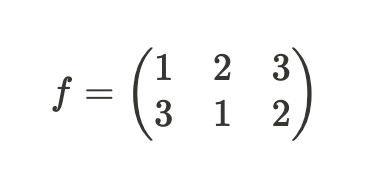 f = (1 2 3
3 1 2)